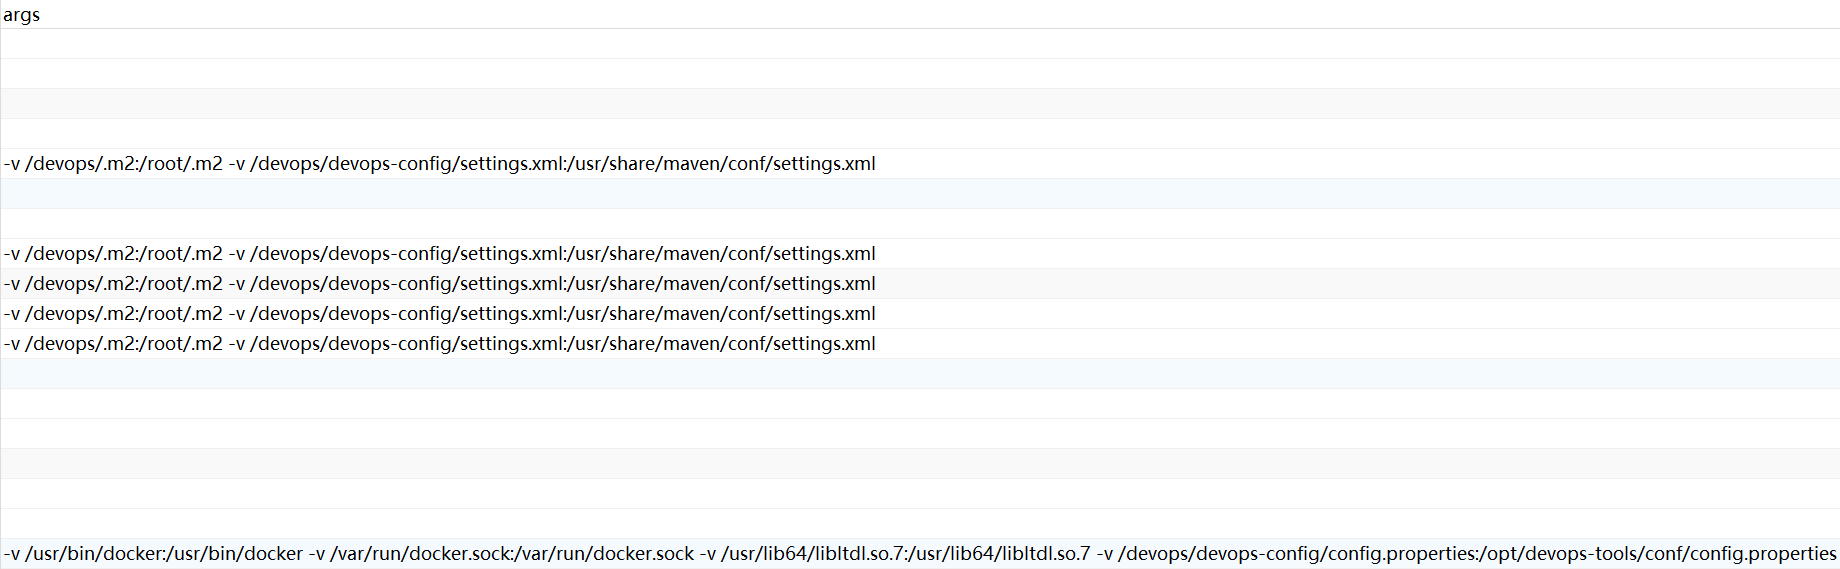 args
-v /devops/.m2:/root/.m2 -v /devops/devops-config/settings.xml:/usr/share/maven/conf/settings.xml
-v /devops/.m2:/root/.m2 -v /devops/devops-config/settings.xml:/usr/share/maven/conf/settings.xml
-v /devops/.m2:/root/.m2 -v /devops/devops-config/settings.xml:/usr/share/maven/conf/settings.xml
-v /devops/.m2:/root/.m2 -v /devops/devops-config/settings.xml:/usr/share/maven/conf/settings.xml
-v /devops/.m2:/root/.m2 -v /devops/devops-config/settings.xml:/usr/share/maven/conf/settings.xml
-v /usr/bin/docker:/usr/bin/docker -v /var/run/docker.sock:/var/run/docker.sock -v /usr/lib64/libltdl.so.7:/usr/lib64/libltdl.so.7 -v /devops/devops-config/config.properties:/opt/devops-tools/conf/config.properties